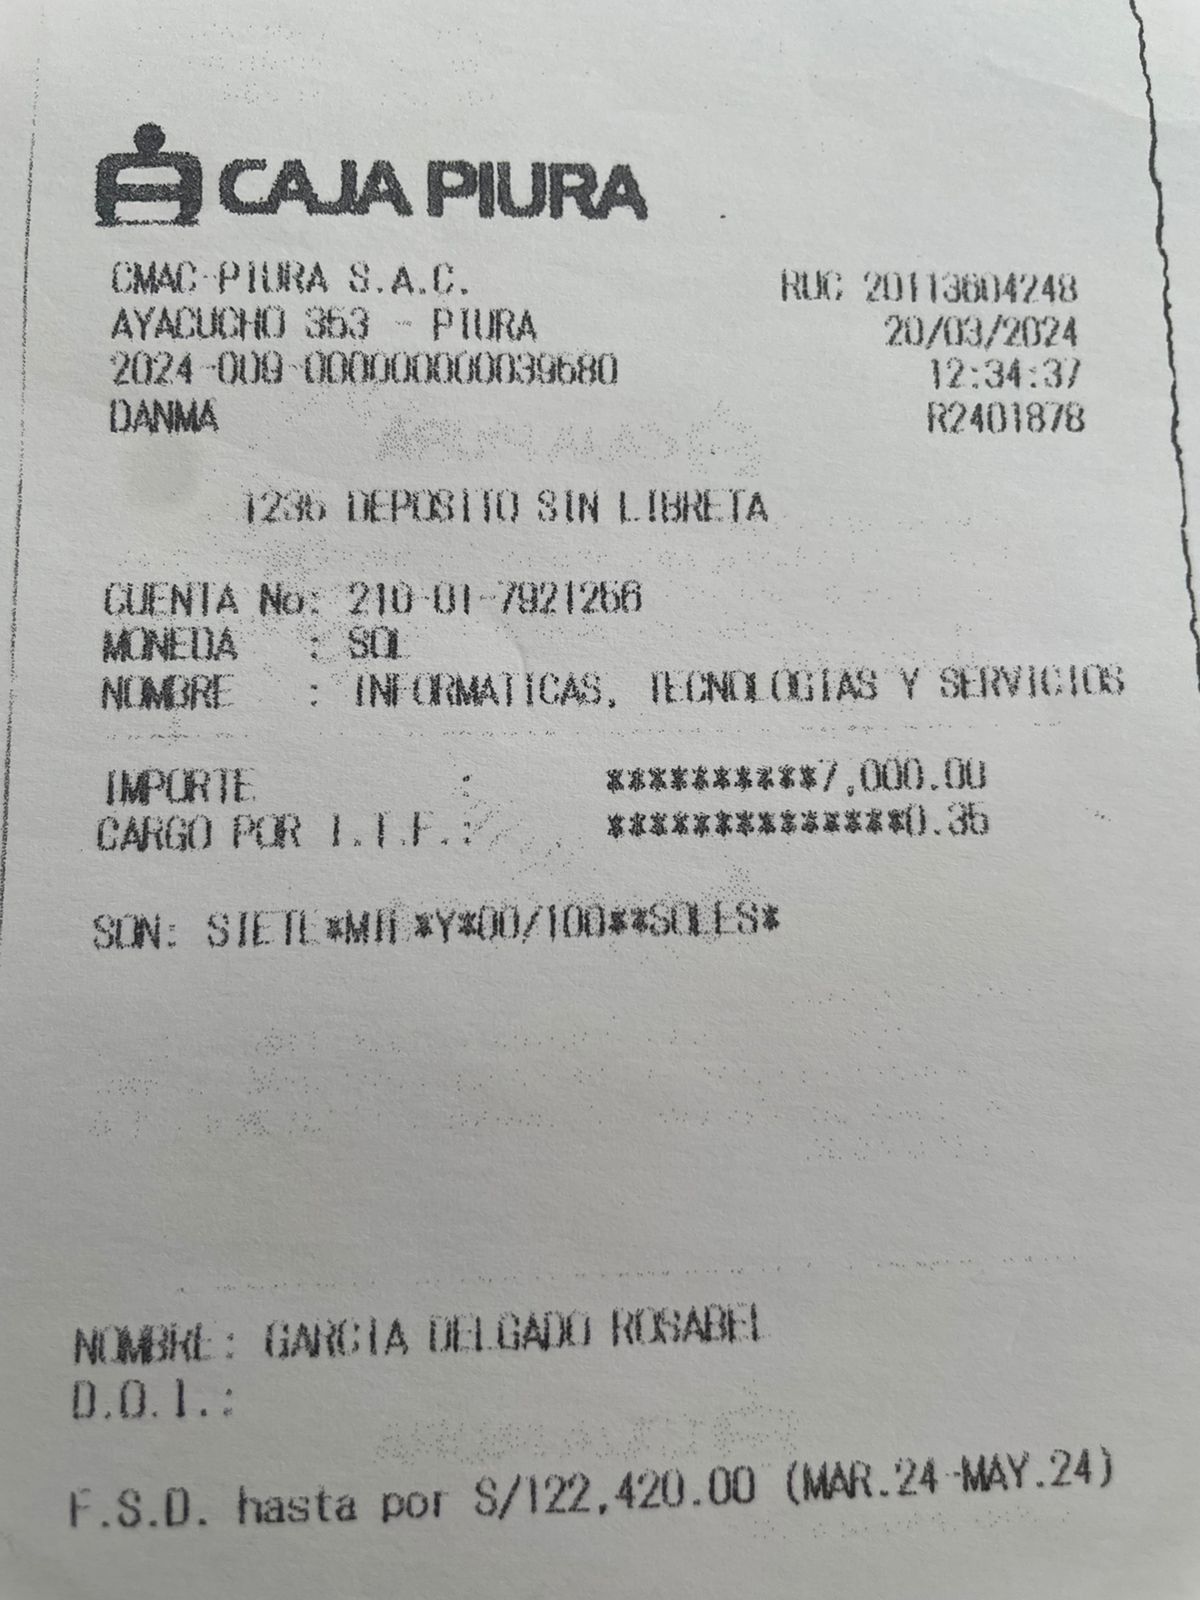 CAJA PIURA
CMAC-PIURA S.A.C. RUC 20113604248
AYACUCHO 353 - PIURA 20/03/2024
2024-009-000000000039680 12:34:37
DANMA R2401878
1235 DEPOSITO SIN LIBRETA
CUENTA No: 210-01-7921256
MONEDA : SOL
NOMBRE : INFORMATICAS, TECNOLOGIAS Y SERVICIOS
IMPORTE : **********7,000.00
CARGO POR I.T.F.: **************0.35
SON: SIETE*MIL*Y*00/100**SOLES*
NOMBRE: GARCIA DELGADO ROSABEL
D.O.I.:
F.S.D. hasta por S/122,420.00 (MAR.24-MAY.24)